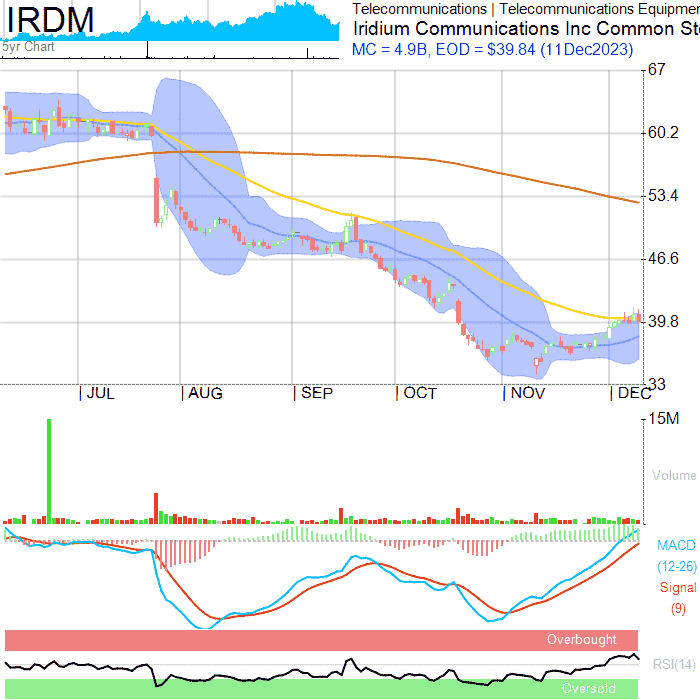 IRDM
5yr Chart
Telecommunications | Telecommunications Equipmen
Iridium Communications Inc Common Sto
MC = 4.9B, EOD = $39.84 (11Dec2023)
67
60.2
53.4
46.6
39.8
33
JUL
AUG
SEP
OCT
NOV
DEC
15M
Volume
MACD
(12-26)
Signal
(9)
Overbought
RSI(14)
Oversold